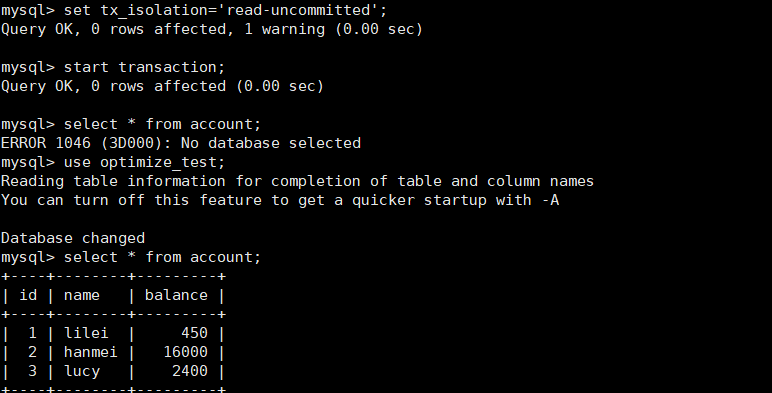 mysql> set tx_isolation='read-uncommitted';
Query OK, 0 rows affected, 1 warning (0.00 sec)
mysql> start transaction;
Query OK, 0 rows affected (0.00 sec)
mysql> select * from account;
ERROR 1046 (3D000): No database selected
mysql> use optimize_test;
Reading table information for completion of table and column names
You can turn off this feature to get a quicker startup with -A
Database changed
mysql> select * from account;
+----+--------+---------+
| id | name   | balance |
+----+--------+---------+
|  1 | lilei  |     450 |
|  2 | hanmei |   16000 |
|  3 | lucy   |    2400 |
+----+--------+---------+